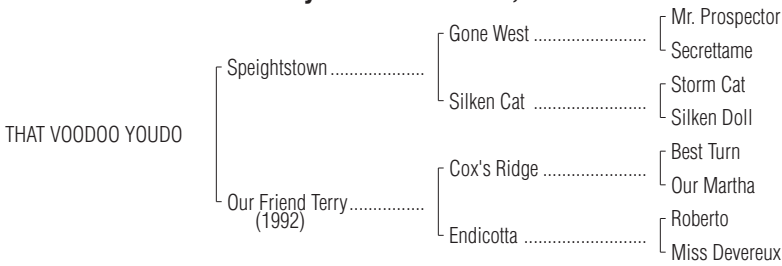 Mr. Prospector
Gone West ........................
Secrettame
Speightstown ....................
Storm Cat
Silken Cat ........................
Silken Doll
THAT VOODOO YOUDO
Best Turn
Cox's Ridge ......................
Our Martha
Our Friend Terry................
(1992)
Roberto
Endicotta ..........................
Miss Devereux